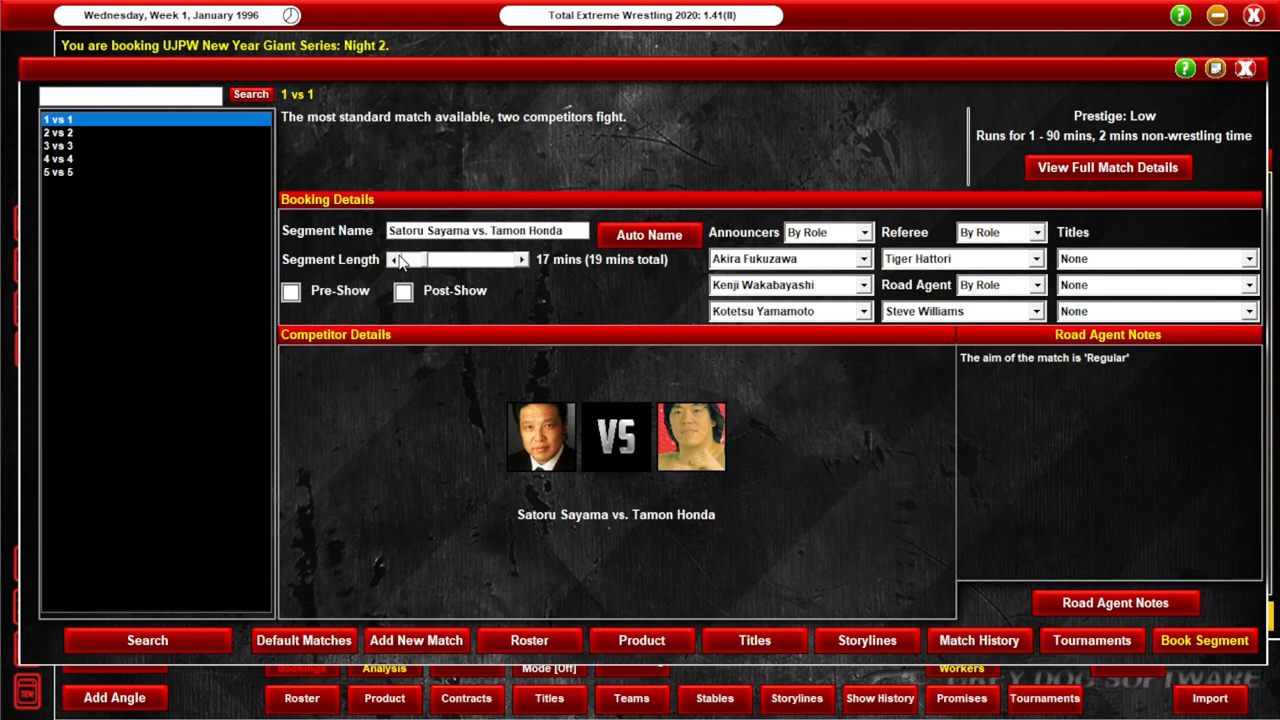 Wednesday, Week 1, January 1996
Total Extreme Wrestling 2020: 1.41(II)
You are booking UJPW New Year Giant Series: Night 2.
Search
1 vs 1
The most standard match available, two competitors fight.
Prestige: Low
Runs for 1 - 90 mins, 2 mins non-wrestling time
View Full Match Details
1 vs 1
2 vs 2
3 vs 3
4 vs 4
5 vs 5
Booking Details
Segment Name
Satoru Sayama vs. Tamon Honda
Auto Name
Announcers
By Role
Referee
By Role
Titles
Segment Length
17 mins (19 mins total)
Akira Fukuzawa
Tiger Hattori
None
Pre-Show
Post-Show
Kenji Wakabayashi
Road Agent
By Role
None
Kotetsu Yamamoto
Steve Williams
None
Competitor Details
Road Agent Notes
The aim of the match is 'Regular'
VS
Satoru Sayama vs. Tamon Honda
Road Agent Notes
Search
Default Matches
Add New Match
Roster
Product
Titles
Storylines
Match History
Tournaments
Book Segment
Bookings
Analysis
Mode [Off]
Workers
GREY DOG SOFTWARE
Add Angle
Roster
Product
Contracts
Titles
Teams
Stables
Storylines
Show History
Promises
Tournaments
Import